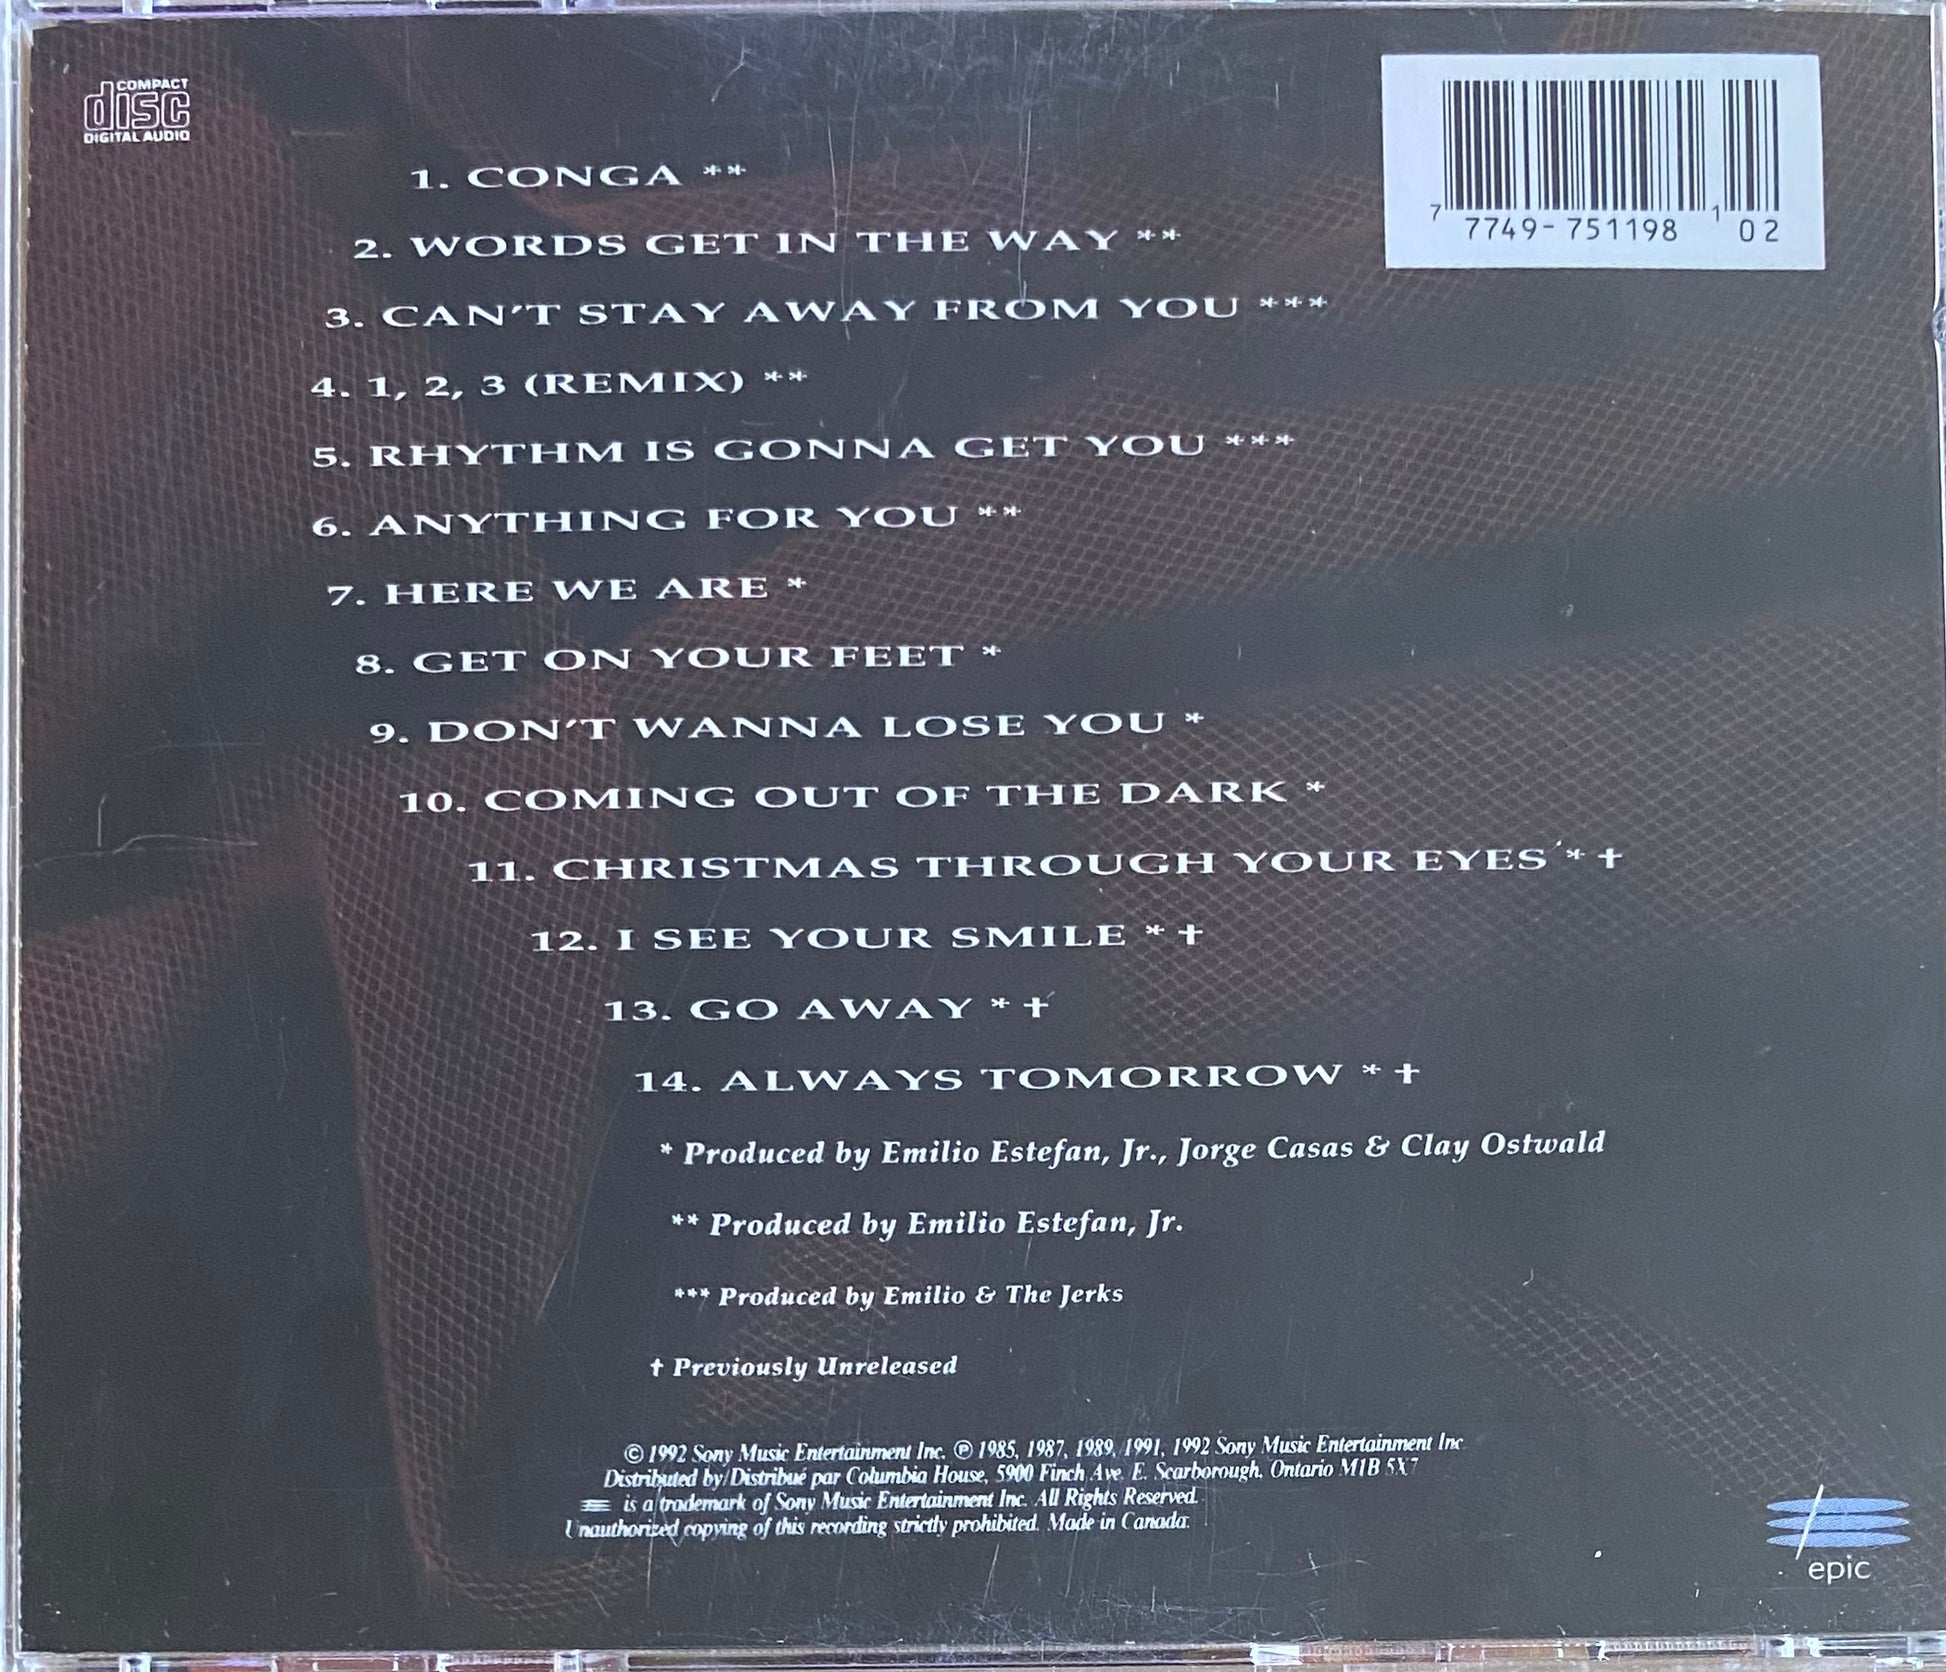 COMPACT
disc
DIGITAL AUDIO
7 7749-751198 1 02
1. CONGA **
2. WORDS GET IN THE WAY **
3. CAN'T STAY AWAY FROM YOU ***
4. 1, 2, 3 (REMIX) **
5. RHYTHM IS GONNA GET YOU ***
6. ANYTHING FOR YOU **
7. HERE WE ARE *
8. GET ON YOUR FEET *
9. DON'T WANNA LOSE YOU *
10. COMING OUT OF THE DARK *
11. CHRISTMAS THROUGH YOUR EYES * †
12. I SEE YOUR SMILE * †
13. GO AWAY * †
14. ALWAYS TOMORROW * †
* Produced by Emilio Estefan, Jr., Jorge Casas & Clay Ostwald
** Produced by Emilio Estefan, Jr.
*** Produced by Emilio & The Jerks
† Previously Unreleased
© 1992 Sony Music Entertainment Inc. ℗ 1985, 1987, 1989, 1991, 1992 Sony Music Entertainment Inc.
Distributed by/Distribué par Columbia House, 5900 Finch Ave. E. Scarborough, Ontario M1B 5X7
is a trademark of Sony Music Entertainment Inc. All Rights Reserved.
Unauthorized copying of this recording strictly prohibited. Made in Canada.
epic